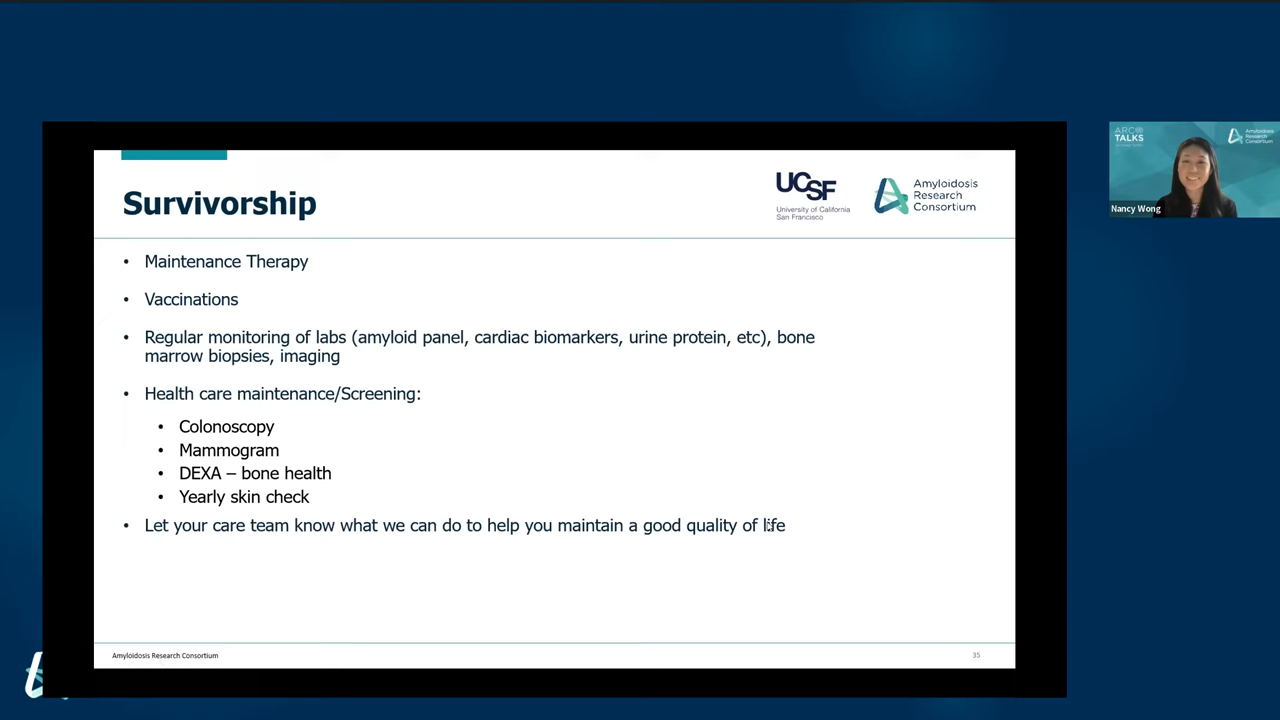 Survivorship
UCSF
University of California
San Francisco
Amyloidosis
Research
Consortium
• Maintenance Therapy
• Vaccinations
• Regular monitoring of labs (amyloid panel, cardiac biomarkers, urine protein, etc), bone
marrow biopsies, imaging
• Health care maintenance/Screening:
• Colonoscopy
• Mammogram
• DEXA – bone health
• Yearly skin check
• Let your care team know what we can do to help you maintain a good quality of life
Amyloidosis Research Consortium
35
ARC
TALKS
Amyloidosis
Research
Consortium
Nancy Wong